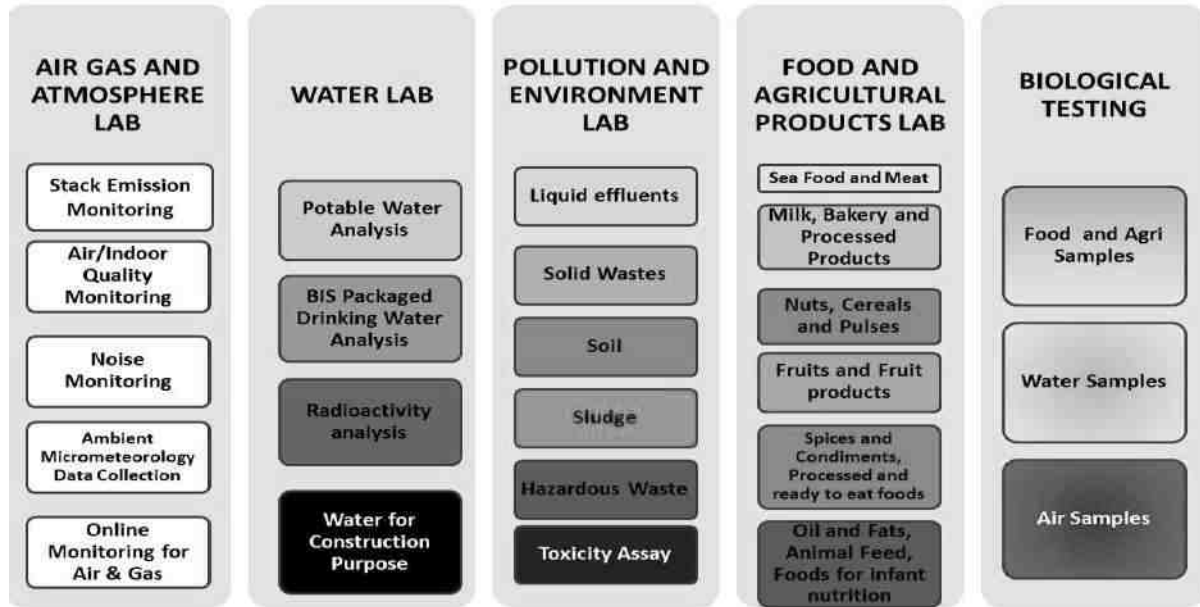 AIR GAS AND
ATMOSPHERE
LAB
Stack Emission
Monitoring
Air/Indoor
Quality
Monitoring
Noise
Monitoring
Ambient
Micrometeorology
Data Collection
Online
Monitoring for
Air & Gas
WATER LAB
Potable Water
Analysis
BIS Packaged
Drinking Water
Analysis
Radioactivity
analysis
Water for
Construction
Purpose
POLLUTION AND
ENVIRONMENT
LAB
Liquid effluents
Solid Wastes
Soil
Sludge
Hazardous Waste
Toxicity Assay
FOOD AND
AGRICULTURAL
PRODUCTS LAB
Sea Food and Meat
Milk, Bakery and
Processed
Products
Nuts, Cereals
and Pulses
Fruits and Fruit
products
Spices and
Condiments,
Processed and
ready to eat foods
Oil and Fats,
Animal Feed,
Foods for infant
nutrition
BIOLOGICAL
TESTING
Food and Agri
Samples
Water Samples
Air Samples